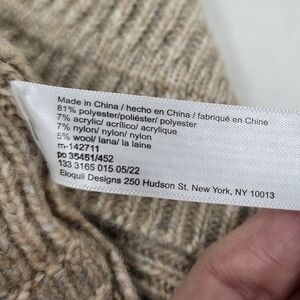 Made in China / hecho en China / fabriqué en Chine
81% polyester/poliéster/ polyester
7% acrylic/ acrílico/ acrylique
7% nylon/ nylon/ nylon
5% wool/ lana/ la laine
m-142711
po 35451/452
133 3165 015 05/22
Eloquii Designs 250 Hudson St. New York, NY, 10013